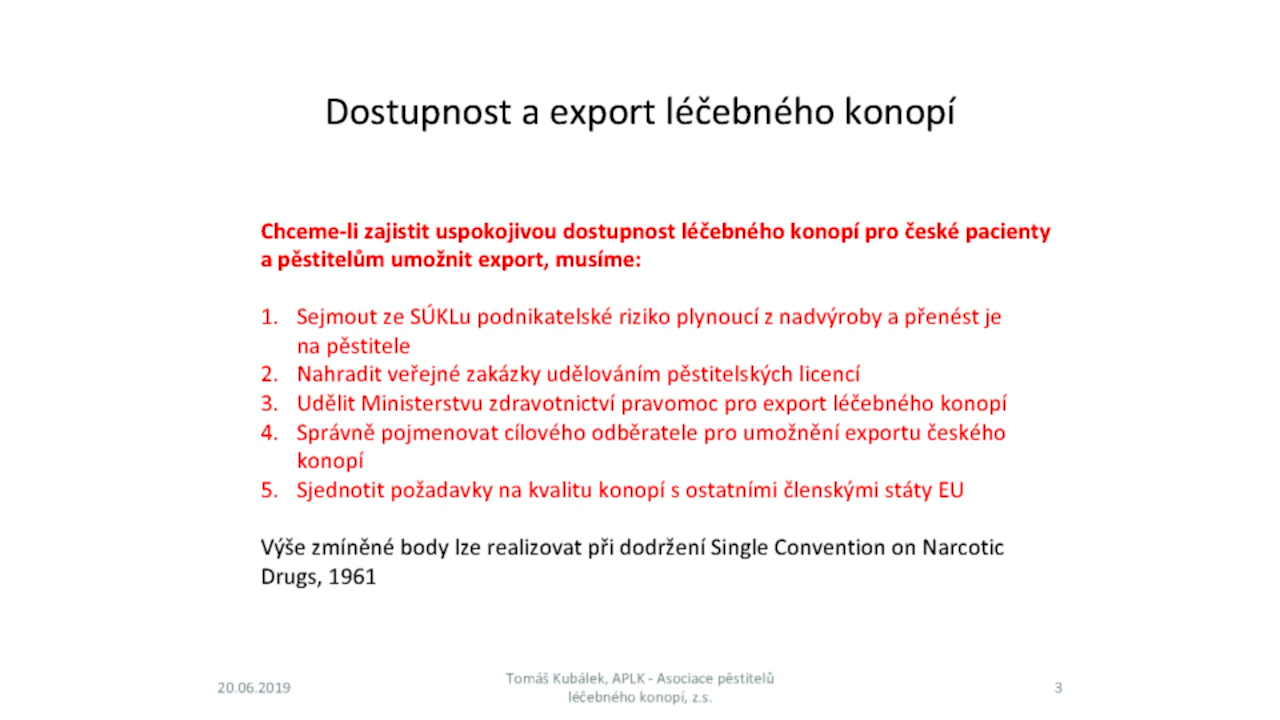 Dostupnost a export léčebného konopí
Chceme-li zajistit uspokojivou dostupnost léčebného konopí pro české pacienty
a pěstitelům umožnit export, musíme:
1. Sejmout ze SÚKLu podnikatelské riziko plynoucí z nadvýroby a přenést je
na pěstitele
2. Nahradit veřejné zakázky udělováním pěstitelských licencí
3. Udělit Ministerstvu zdravotnictví pravomoc pro export léčebného konopí
4. Správně pojmenovat cílového odběratele pro umožnění exportu českého
konopí
5. Sjednotit požadavky na kvalitu konopí s ostatními členskými státy EU
Výše zmíněné body lze realizovat při dodržení Single Convention on Narcotic
Drugs, 1961
20.06.2019
Tomáš Kubálek, APLK - Asociace pěstitelů
léčebného konopí, z.s.
3